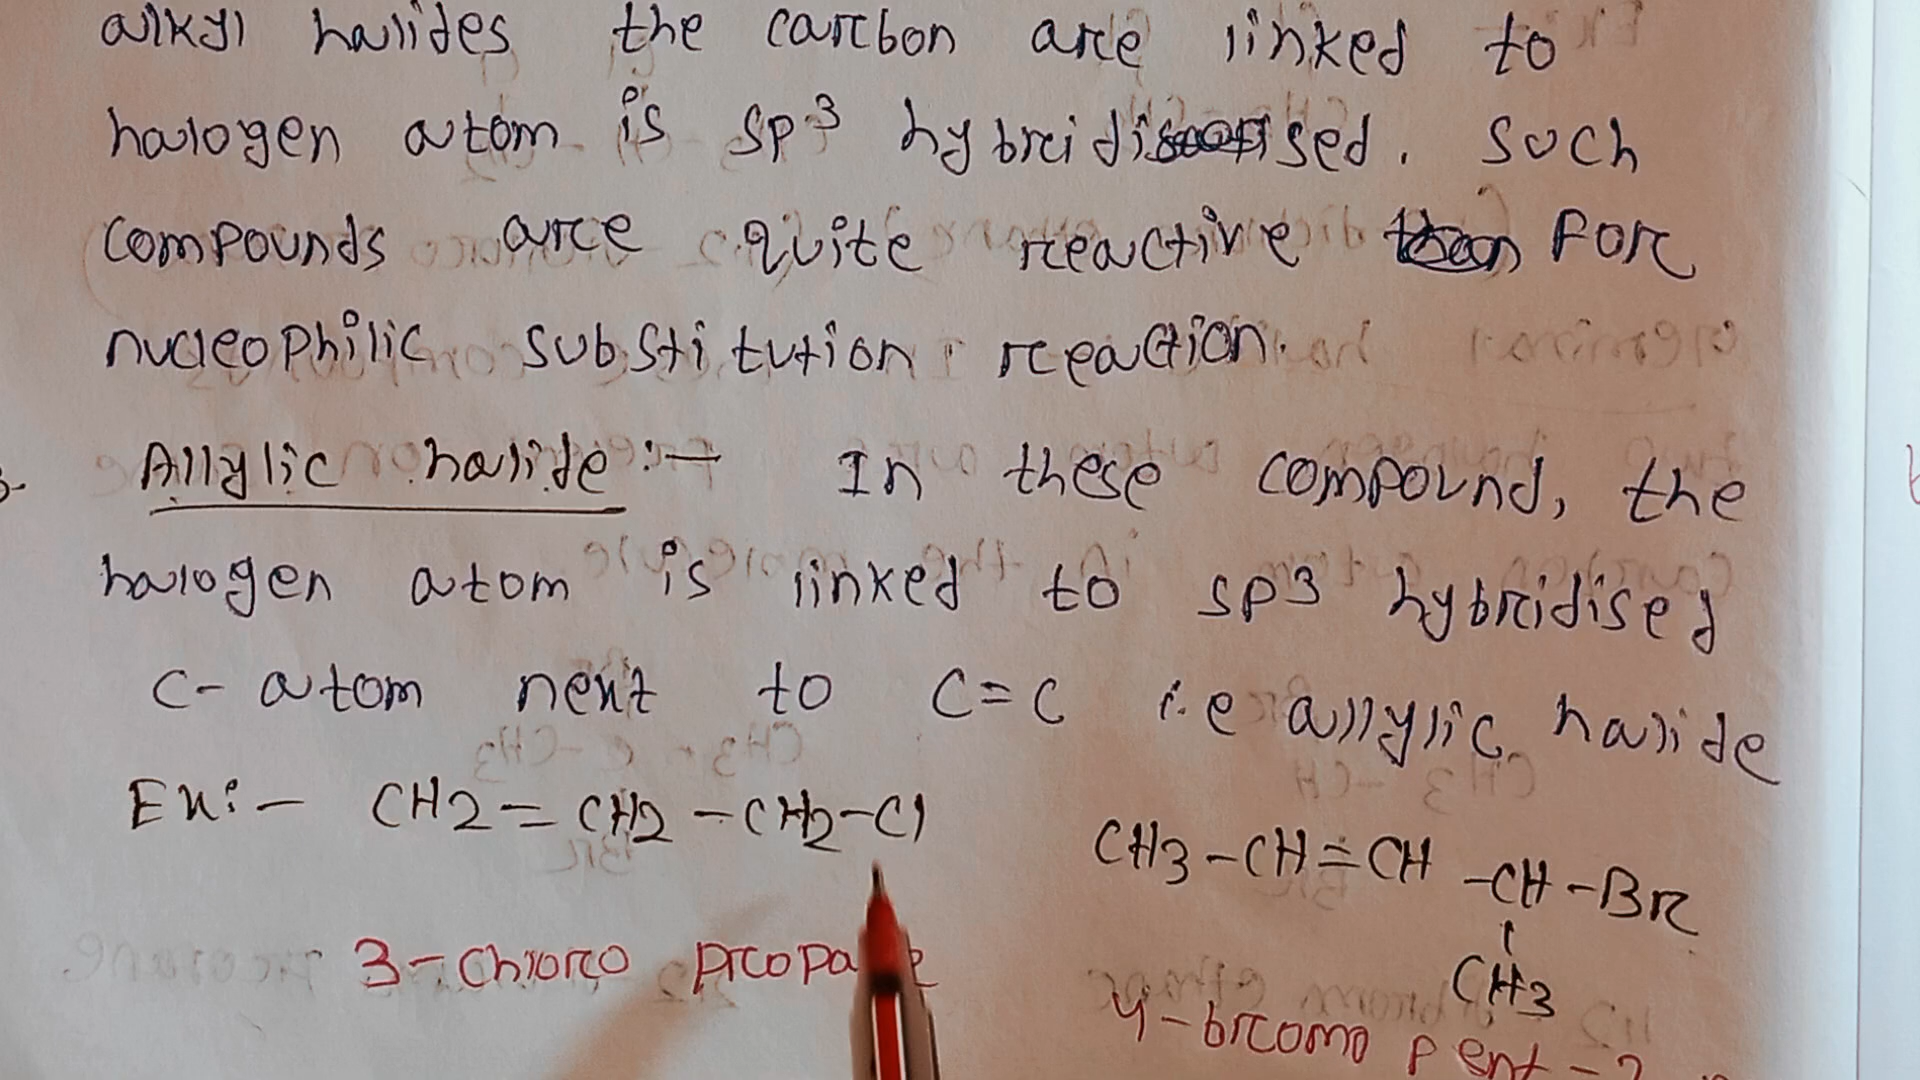 alkyl halides the carbon are linked to
halogen atom is sp3 hybridised. Such
compounds are quite reactive for
nucleophilic substitution reaction.
Allylic halide :- In these compound, the
halogen atom is linked to sp3 hybridised
C-atom next to C=C i.e allylic halide
Ex:- CH2=CH2-CH2-Cl
CH3-CH=CH-CH-Br
CH3
3-chloro
4-bromo pent-2